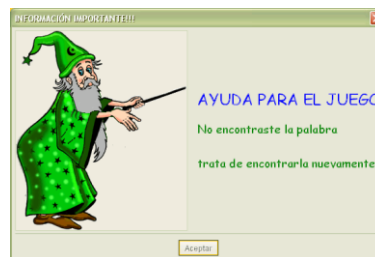 INFORMACIÓN IMPORTANTE!!!
AYUDA PARA EL JUEGO
No encontraste la palabra
trata de encontrarla nuevamente
Aceptar